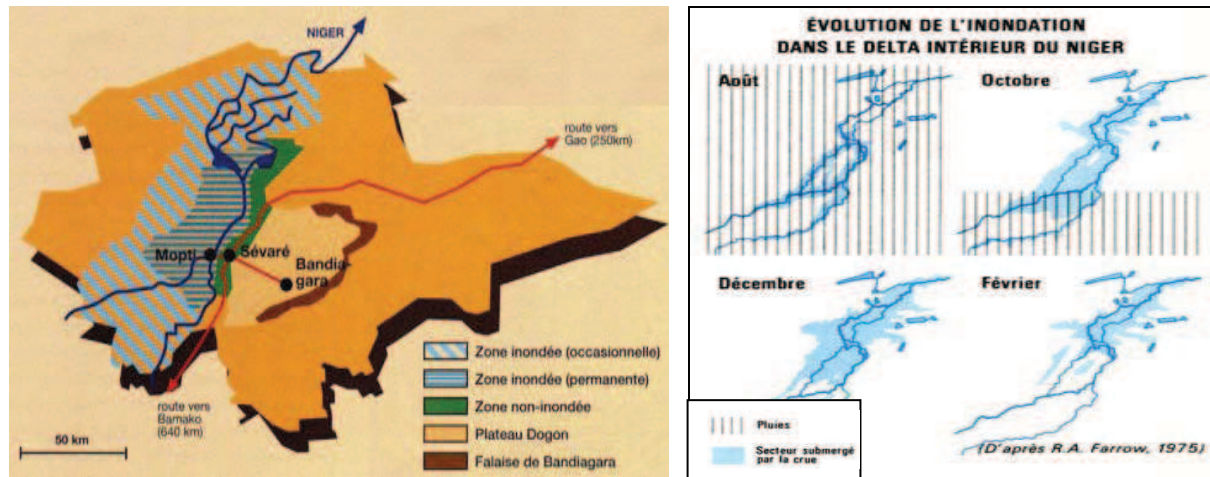 NIGER
route vers
Gao (250km)
Mopti
Sévaré
Bandia-
gara
route vers
Bamako
(640 km)
50 km
Zone inondée (occasionnelle)
Zone inondée (permanente)
Zone non-inondée
Plateau Dogon
Falaise de Bandiagara
ÉVOLUTION DE L'INONDATION
DANS LE DELTA INTÉRIEUR DU NIGER
Août
Octobre
Décembre
Février
Pluies
Secteur submergé
par la crue
(D'après R.A. Farrow, 1975)